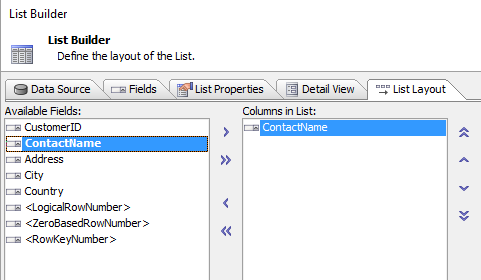 List Builder
List Builder
Define the layout of the List.
Data Source
Fields
List Properties
Detail View
List Layout
Available Fields:
CustomerID
ContactName
Address
City
Country
<LogicalRowNumber>
<ZeroBasedRowNumber>
<RowKeyNumber>
Columns in List:
ContactName